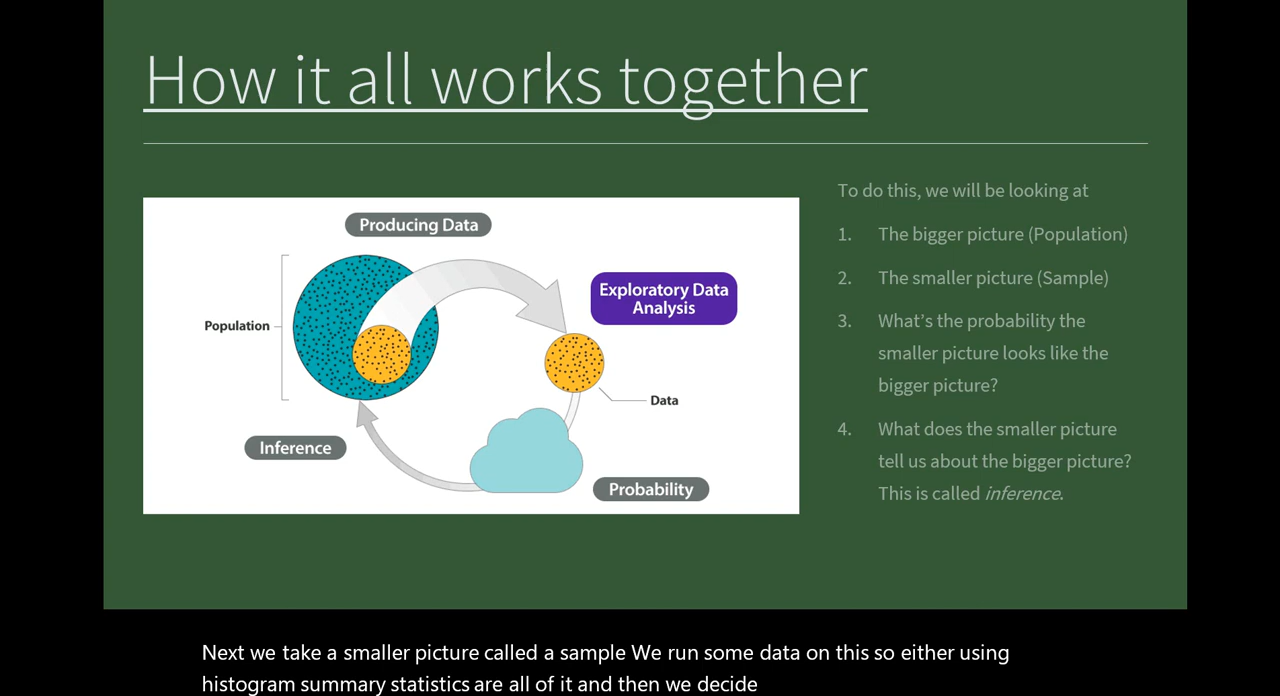 How it all works together
Producing Data
Population
Exploratory Data
Analysis
Data
Inference
Probability
To do this, we will be looking at
1. The bigger picture (Population)
2. The smaller picture (Sample)
3. What's the probability the
smaller picture looks like the
bigger picture?
4. What does the smaller picture
tell us about the bigger picture?
This is called inference.
Next we take a smaller picture called a sample We run some data on this so either using
histogram summary statistics are all of it and then we decide